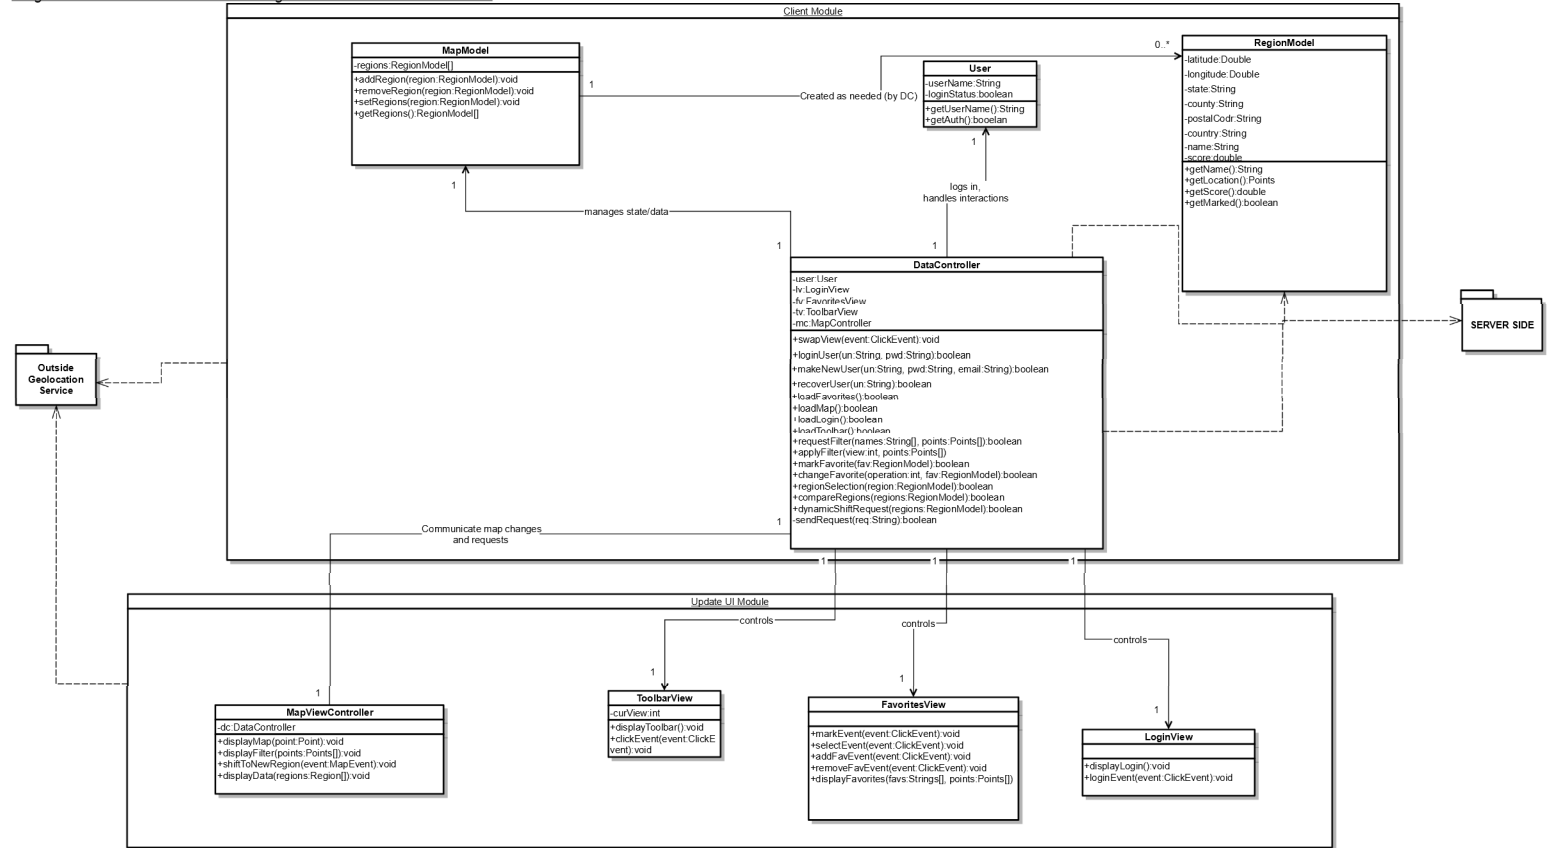 Client Module
MapModel
-regions:RegionModel[]
+addRegion(region:RegionModel):void
+removeRegion(region:RegionModel):void
+setRegions(region:RegionModel):void
+getRegions():RegionModel[]
1
Created as needed (by DC)
0..*
User
-userName:String
-loginStatus:boolean
+getUserName():String
+getAuth():booelan
RegionModel
-latitude:Double
-longitude:Double
-state:String
-county:String
-postalCodr:String
-country:String
-name:String
-score:double
+getName():String
+getLocation():Points
+getScore():double
+getMarked():boolean
1
manages state/data
1
1
logs in,
handles interactions
1
DataController
-user:User
-lv:LoginView
-fv:FavoritesView
-tv:ToolbarView
-mc:MapController
+swapView(event:ClickEvent):void
+loginUser(un:String, pwd:String):boolean
+makeNewUser(un:String, pwd:String, email:String):boolean
+recoverUser(un:String):boolean
+loadFavorites():boolean
+loadMap():boolean
+loadLogin():boolean
+loadToolbar():boolean
+requestFilter(names:String[], points:Points[]):boolean
+applyFilter(view:int, points:Points[])
+markFavorite(fav:RegionModel):boolean
+changeFavorite(operation:int, fav:RegionModel):boolean
+regionSelection(region:RegionModel):boolean
+compareRegions(regions:RegionModel):boolean
+dynamicShiftRequest(regions:RegionModel):boolean
-sendRequest(req:String):boolean
SERVER SIDE
Outside
Geolocation
Service
Communicate map changes
and requests
1
1
1
1
Update UI Module
controls
controls
controls
1
1
1
1
MapViewController
-dc:DataController
+displayMap(point:Point):void
+displayFilter(points:Points[]):void
+shiftToNewRegion(event:MapEvent):void
+displayData(regions:Region[]):void
ToolbarView
-curView:int
+displayToolbar():void
+clickEvent(event:ClickE
vent):void
FavoritesView
+markEvent(event:ClickEvent):void
+selectEvent(event:ClickEvent):void
+addFavEvent(event:ClickEvent):void
+removeFavEvent(event:ClickEvent):void
+displayFavorites(favs:Strings[], points:Points[])
LoginView
+displayLogin():void
+loginEvent(event:ClickEvent):void